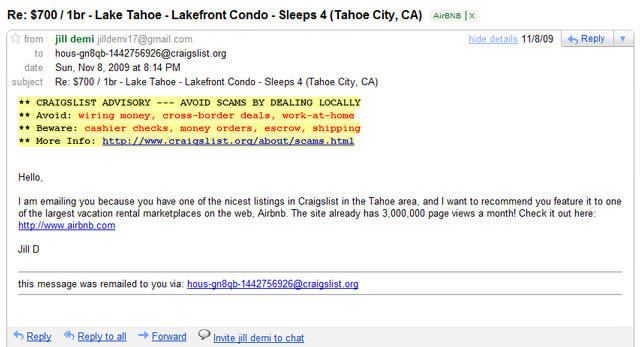 Re: $700 / 1br - Lake Tahoe - Lakefront Condo - Sleeps 4 (Tahoe City, CA) AirBNB | X
from jill demi jilldemi17@gmail.com hide details 11/8/09 Reply
to hous-gn8qb-1442756926@craigslist.org
date Sun, Nov 8, 2009 at 8:14 PM
subject Re: $700 / 1br - Lake Tahoe - Lakefront Condo - Sleeps 4 (Tahoe City, CA)
** CRAIGSLIST ADVISORY --- AVOID SCAMS BY DEALING LOCALLY
** Avoid: wiring money, cross-border deals, work-at-home
** Beware: cashier checks, money orders, escrow, shipping
** More Info: http://www.craigslist.org/about/scams.html
Hello,
I am emailing you because you have one of the nicest listings in Craigslist in the Tahoe area, and I want to recommend you feature it to one
of the largest vacation rental marketplaces on the web, Airbnb. The site already has 3,000,000 page views a month! Check it out here:
http://www.airbnb.com
Jill D
this message was remailed to you via: hous-gn8qb-1442756926@craigslist.org
Reply Reply to all Forward Invite jill demi to chat